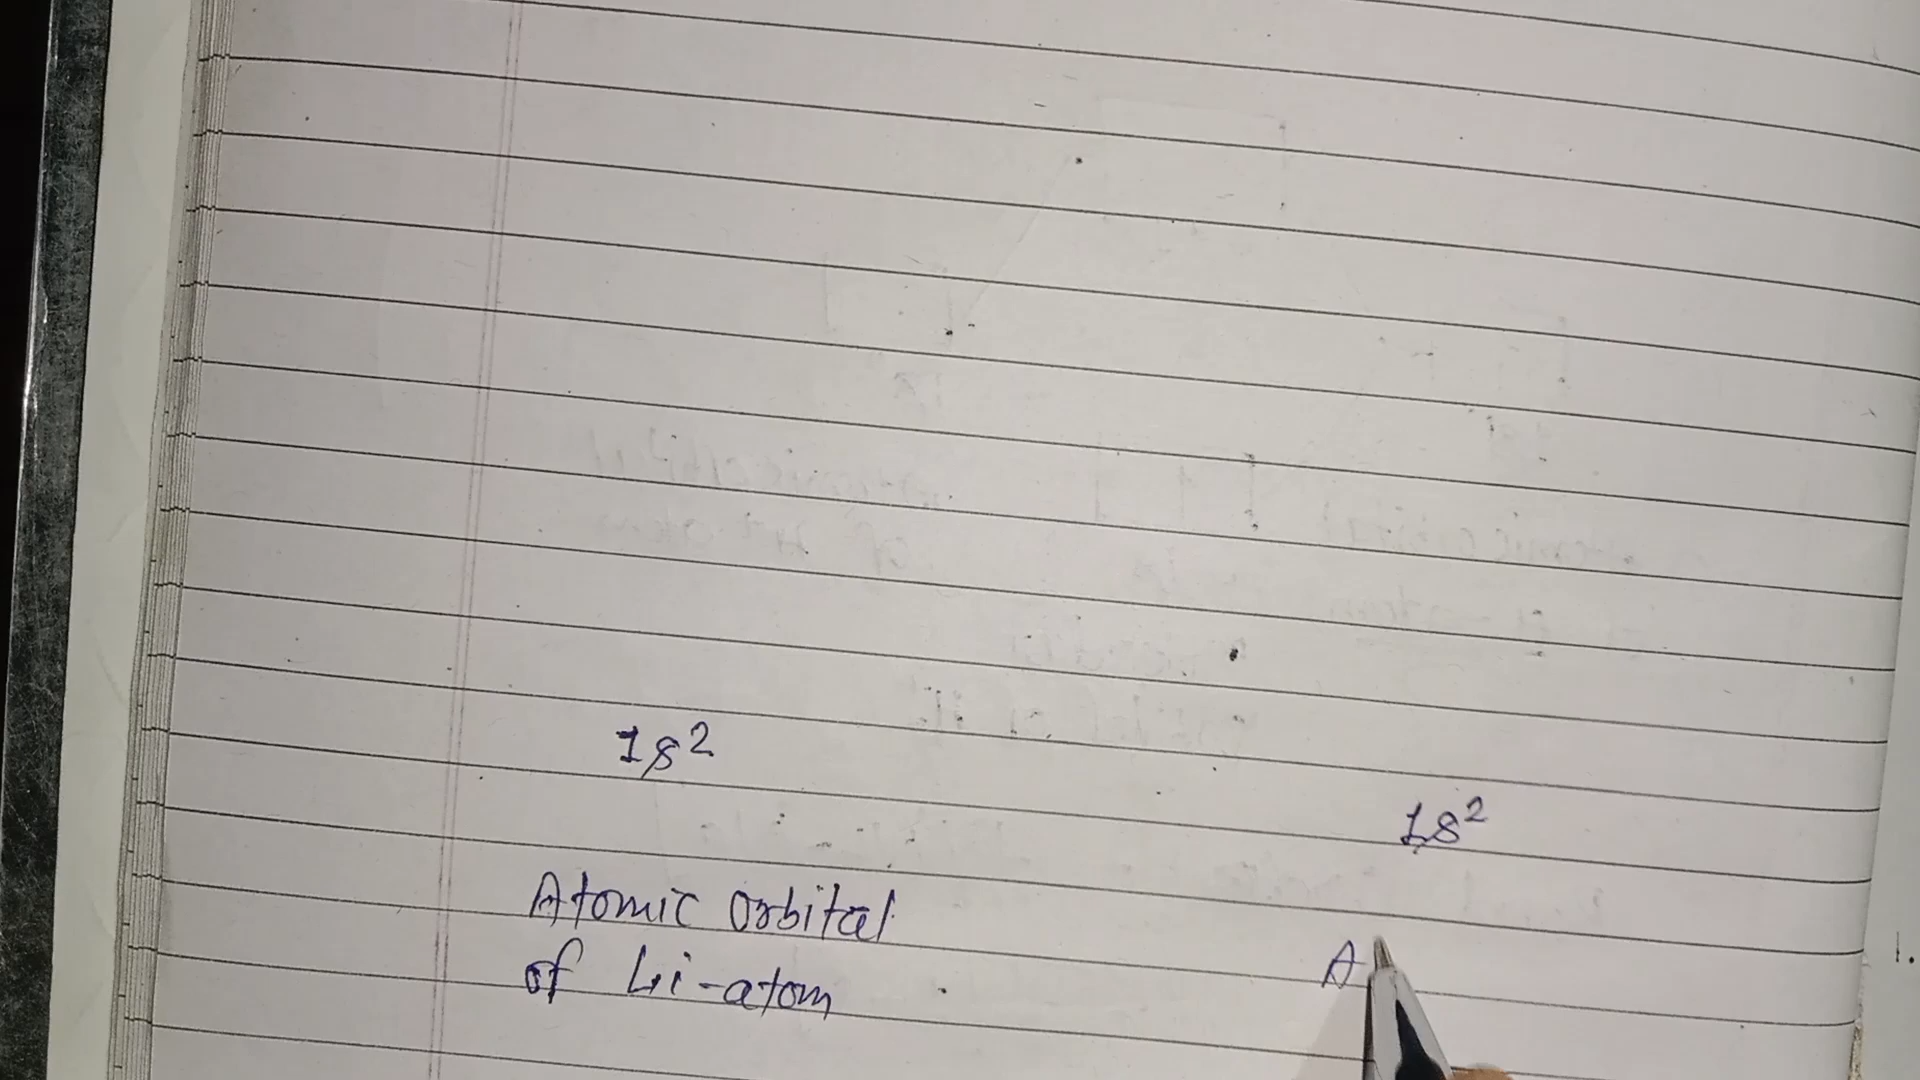 1s²
1s²
Atomic orbital
of Li-atom
A